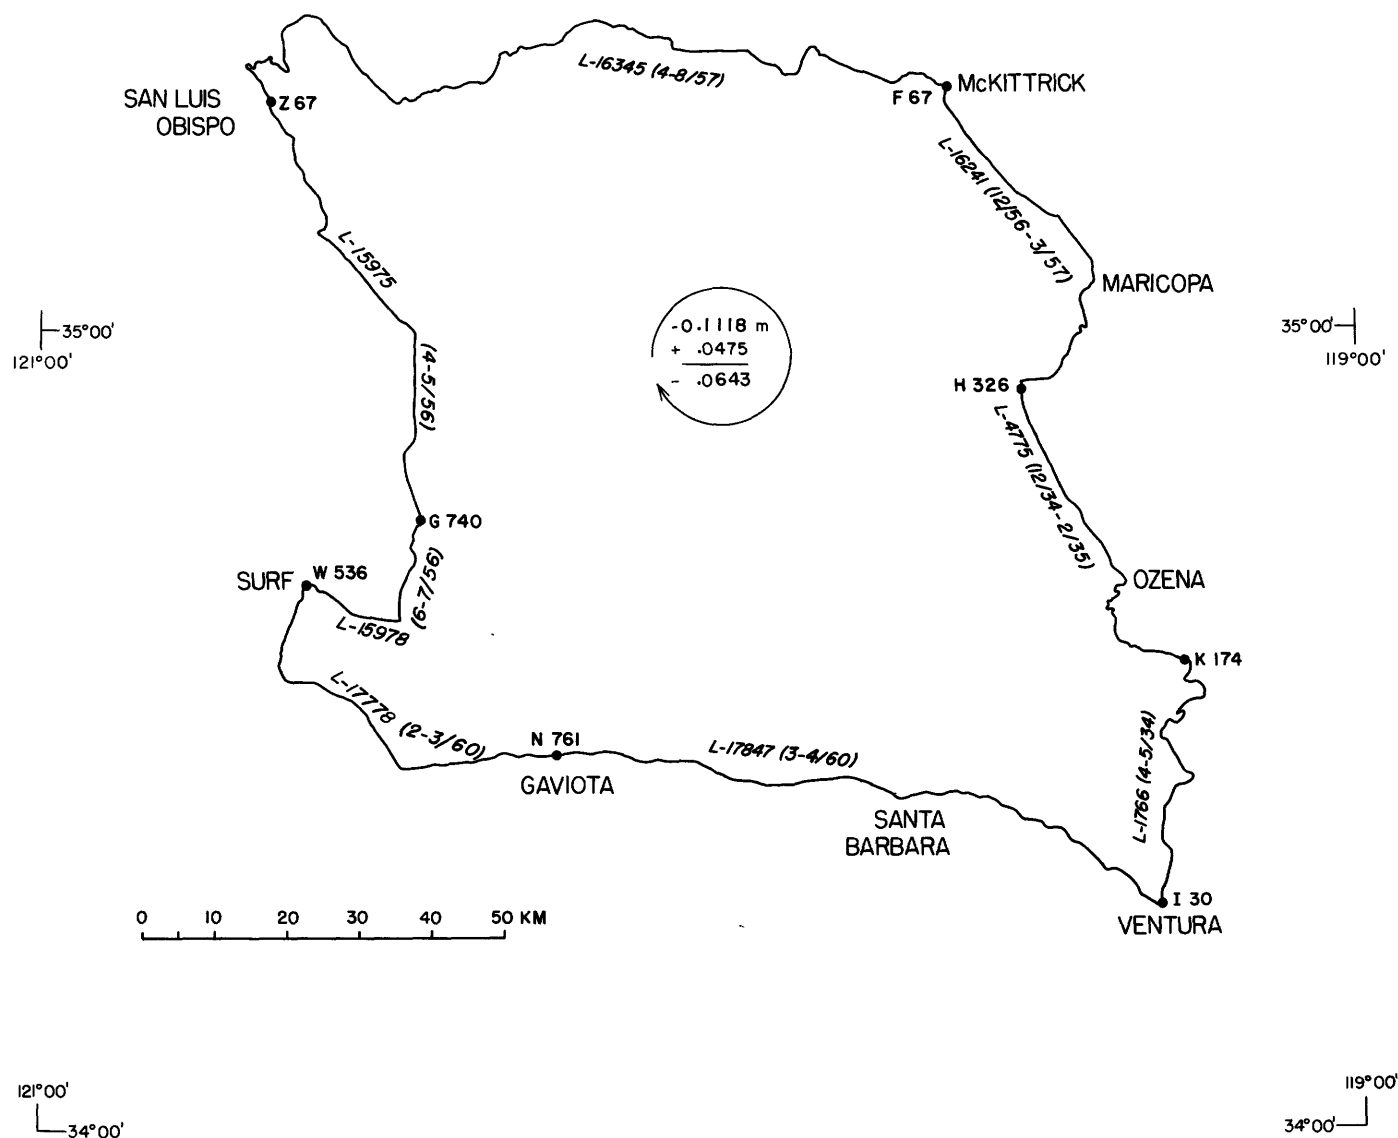 L-16345 (4-8/57)
McKITTRICK
F 67
SAN LUIS
OBISPO
Z 67
L-16241 (12/56-3/57)
L-15975
MARICOPA
35°00'
121°00'
-0.1118 m
+ .0475
- .0643
35°00'
119°00'
(4-5/56)
H 326
L-4775 (12/34-2/35)
G 740
SURF
W 536
(6-7/56)
L-15978
OZENA
K 174
L-17778 (2-3/60)
N 761
GAVIOTA
L-17847 (3-4/60)
L-1766 (4-5/34)
SANTA
BARBARA
I 30
VENTURA
0 10 20 30 40 50 KM
121°00'
34°00'
119°00'
34°00'